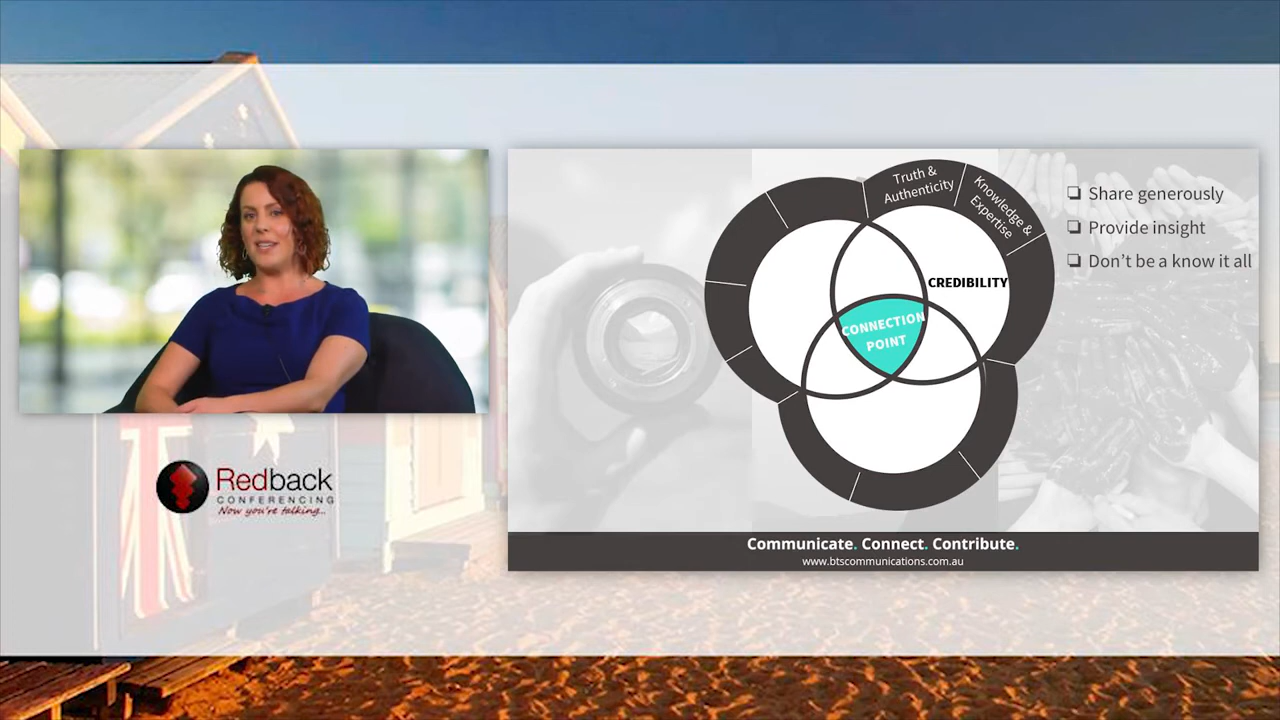 Redback
CONFERENCING
Now you're talking...
Truth &
Authenticity
Knowledge &
Expertise
CREDIBILITY
CONNECTION
POINT
❏ Share generously
❏ Provide insight
❏ Don't be a know it all
Communicate. Connect. Contribute.
www.btscommunications.com.au